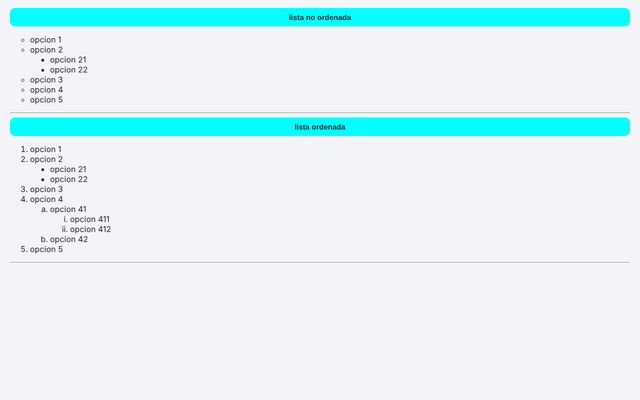 lista no ordenada
opcion 1
opcion 2
opcion 21
opcion 22
opcion 3
opcion 4
opcion 5
lista ordenada
1. opcion 1
2. opcion 2
opcion 21
opcion 22
3. opcion 3
4. opcion 4
a. opcion 41
i. opcion 411
ii. opcion 412
b. opcion 42
5. opcion 5